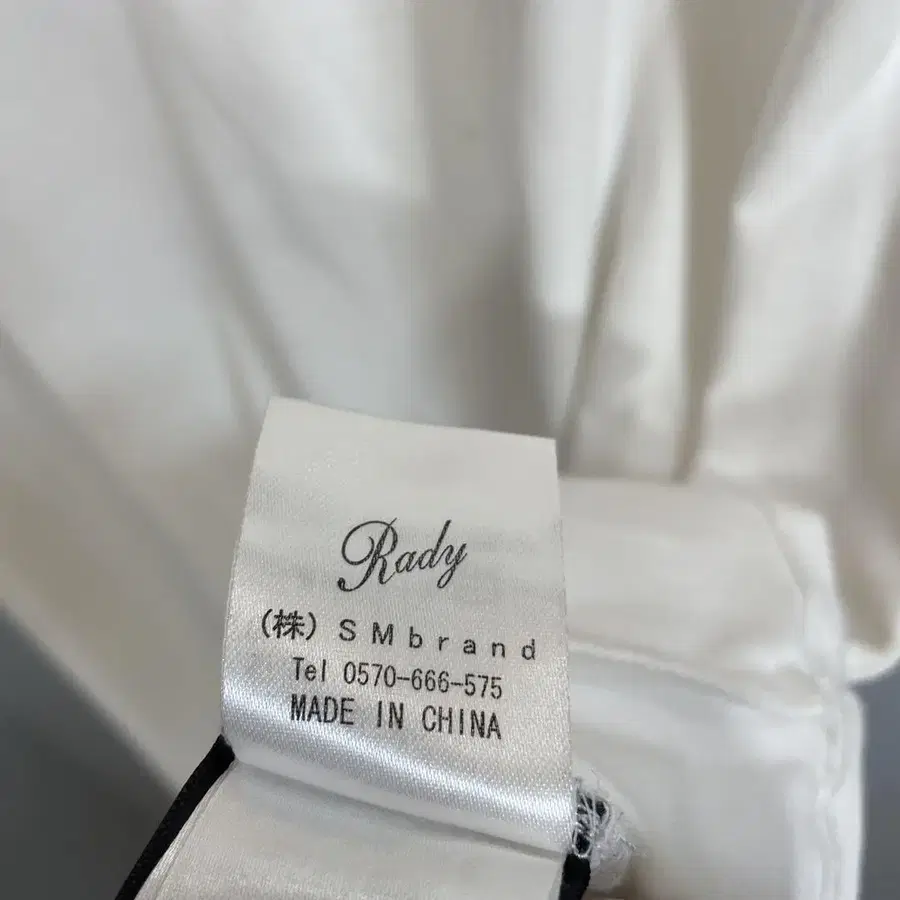 Rady
(株) SMbrand
Tel 0570-666-575
MADE IN CHINA